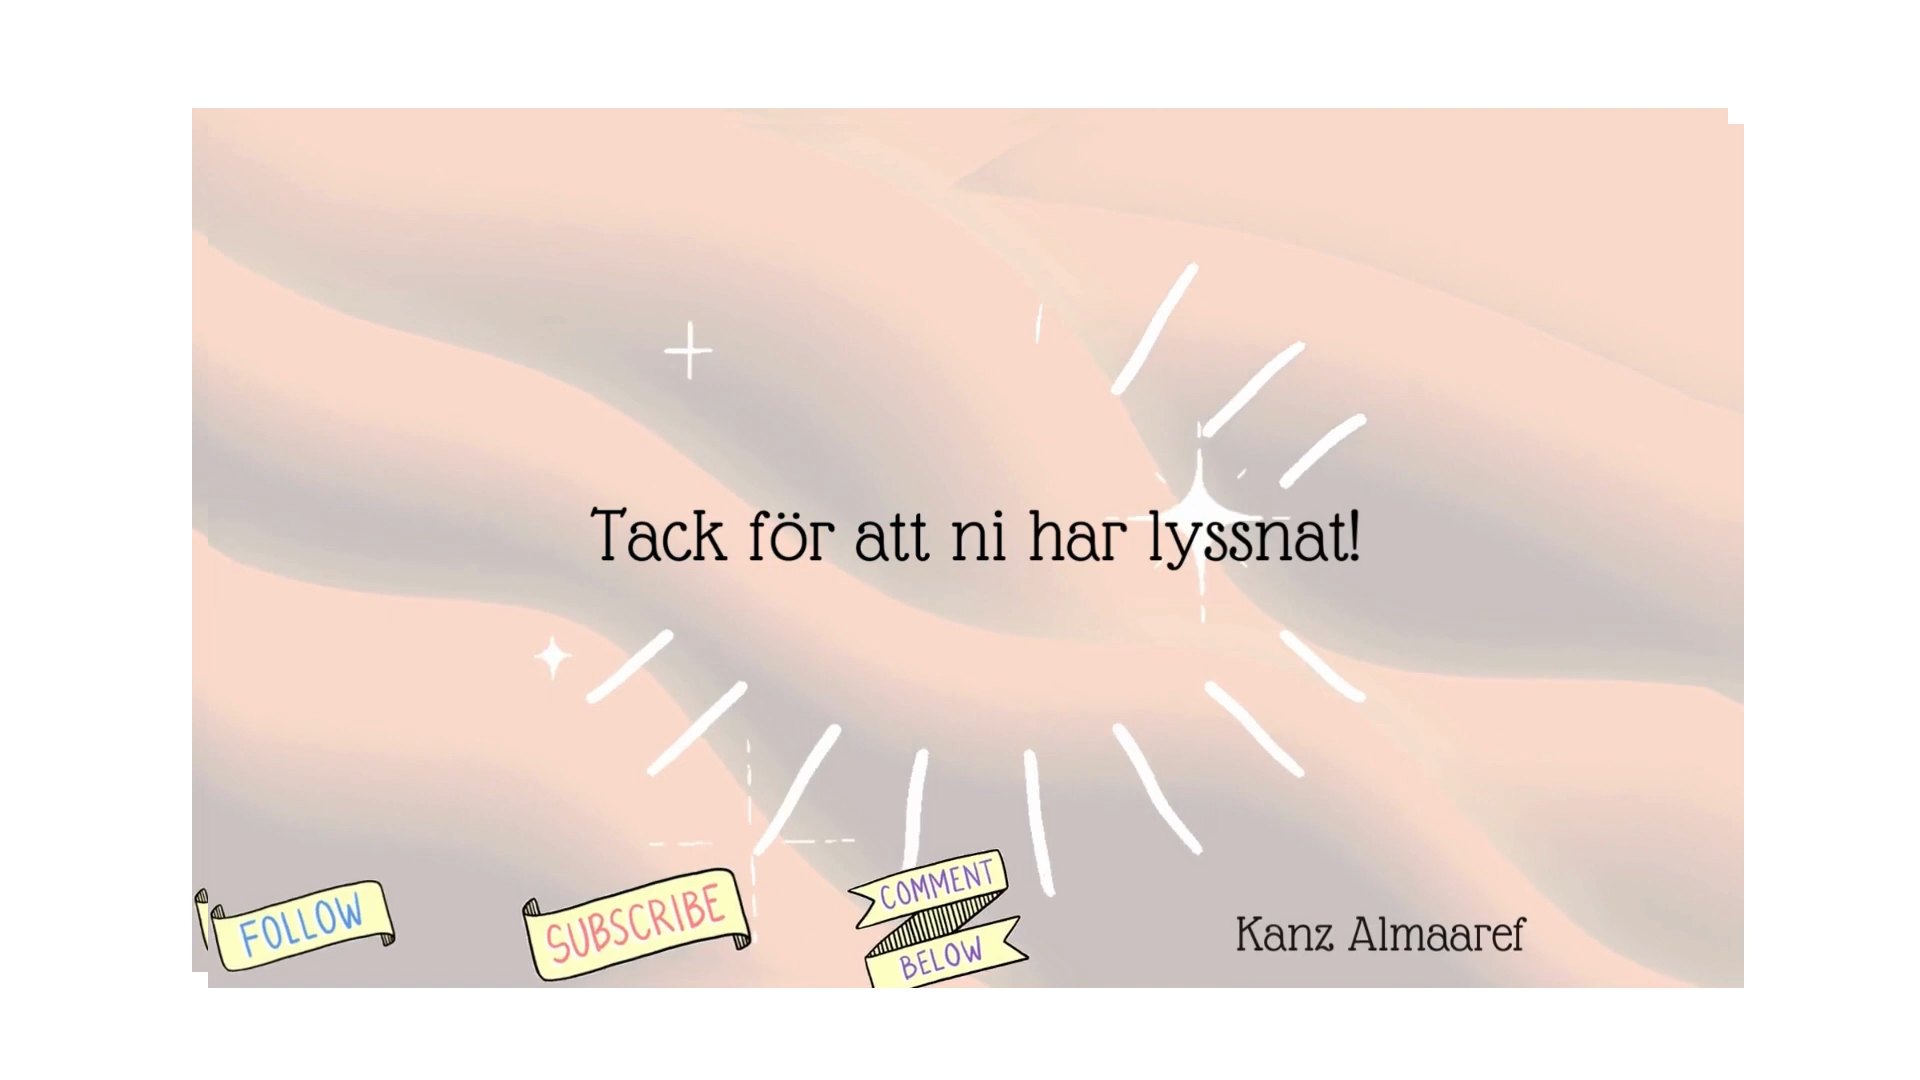 Tack för att ni har lyssnat!
FOLLOW
SUBSCRIBE
COMMENT
BELOW
Kanz Almaaref